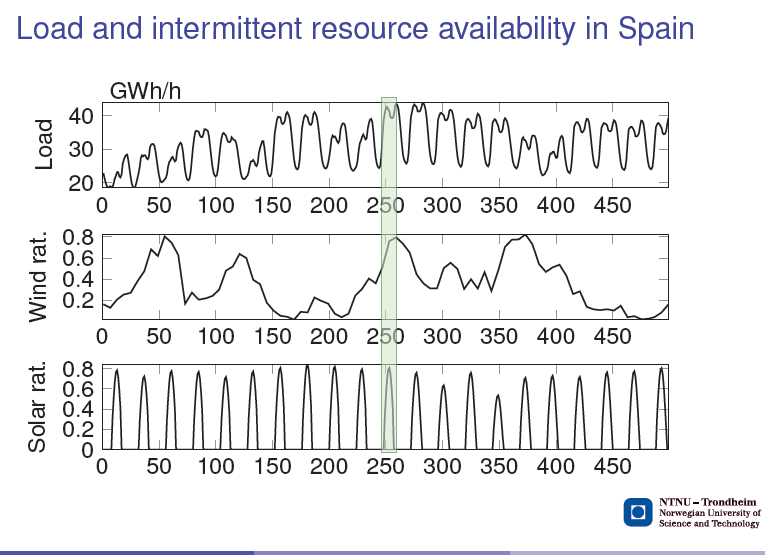 Load and intermittent resource availability in Spain
GWh/h
Load
40
30
20
0 50 100 150 200 250 300 350 400 450
Wind rat.
0.8
0.6
0.4
0.2
0 50 100 150 200 250 300 350 400 450
Solar rat.
0.8
0.6
0.4
0.2
0
0 50 100 150 200 250 300 350 400 450
NTNU – Trondheim
Norwegian University of
Science and Technology